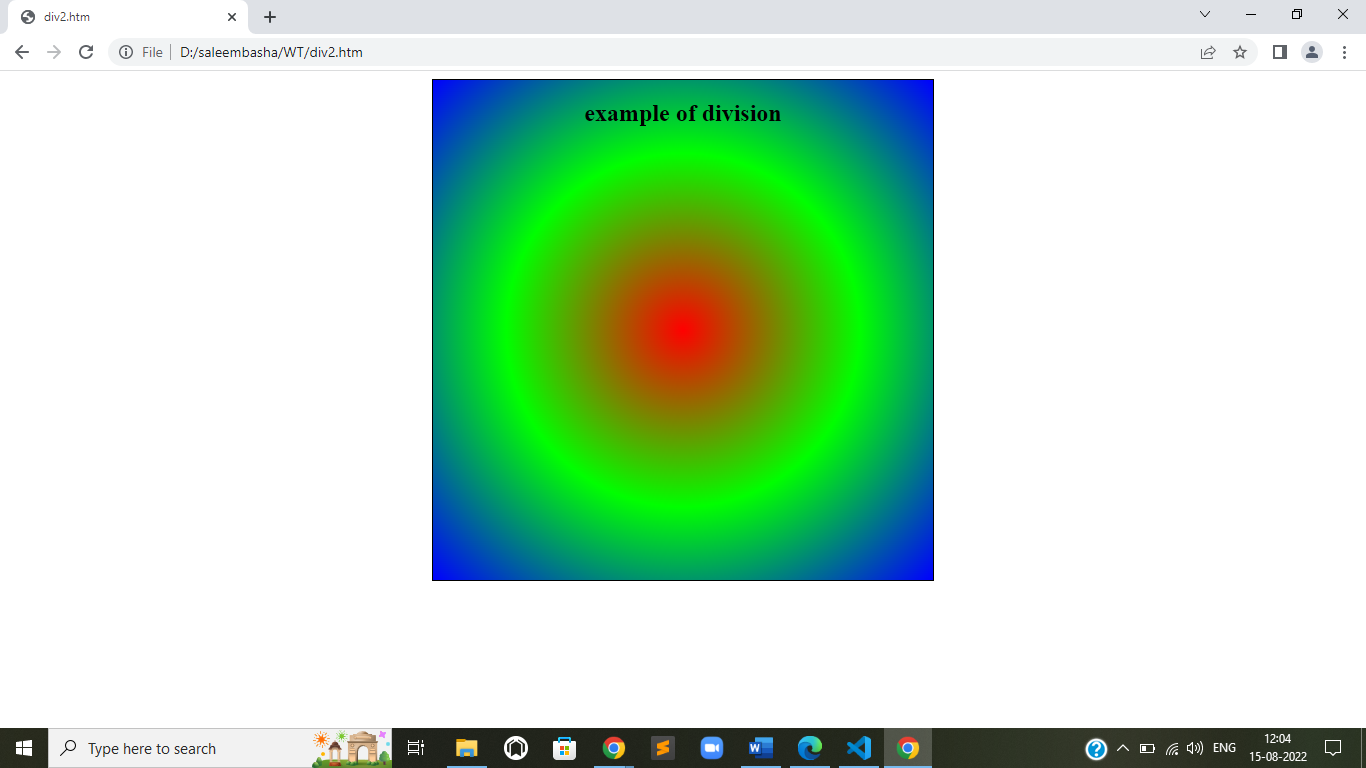 div2.htm
File D:/saleembasha/WT/div2.htm
example of division
Type here to search
ENG
12:04
15-08-2022